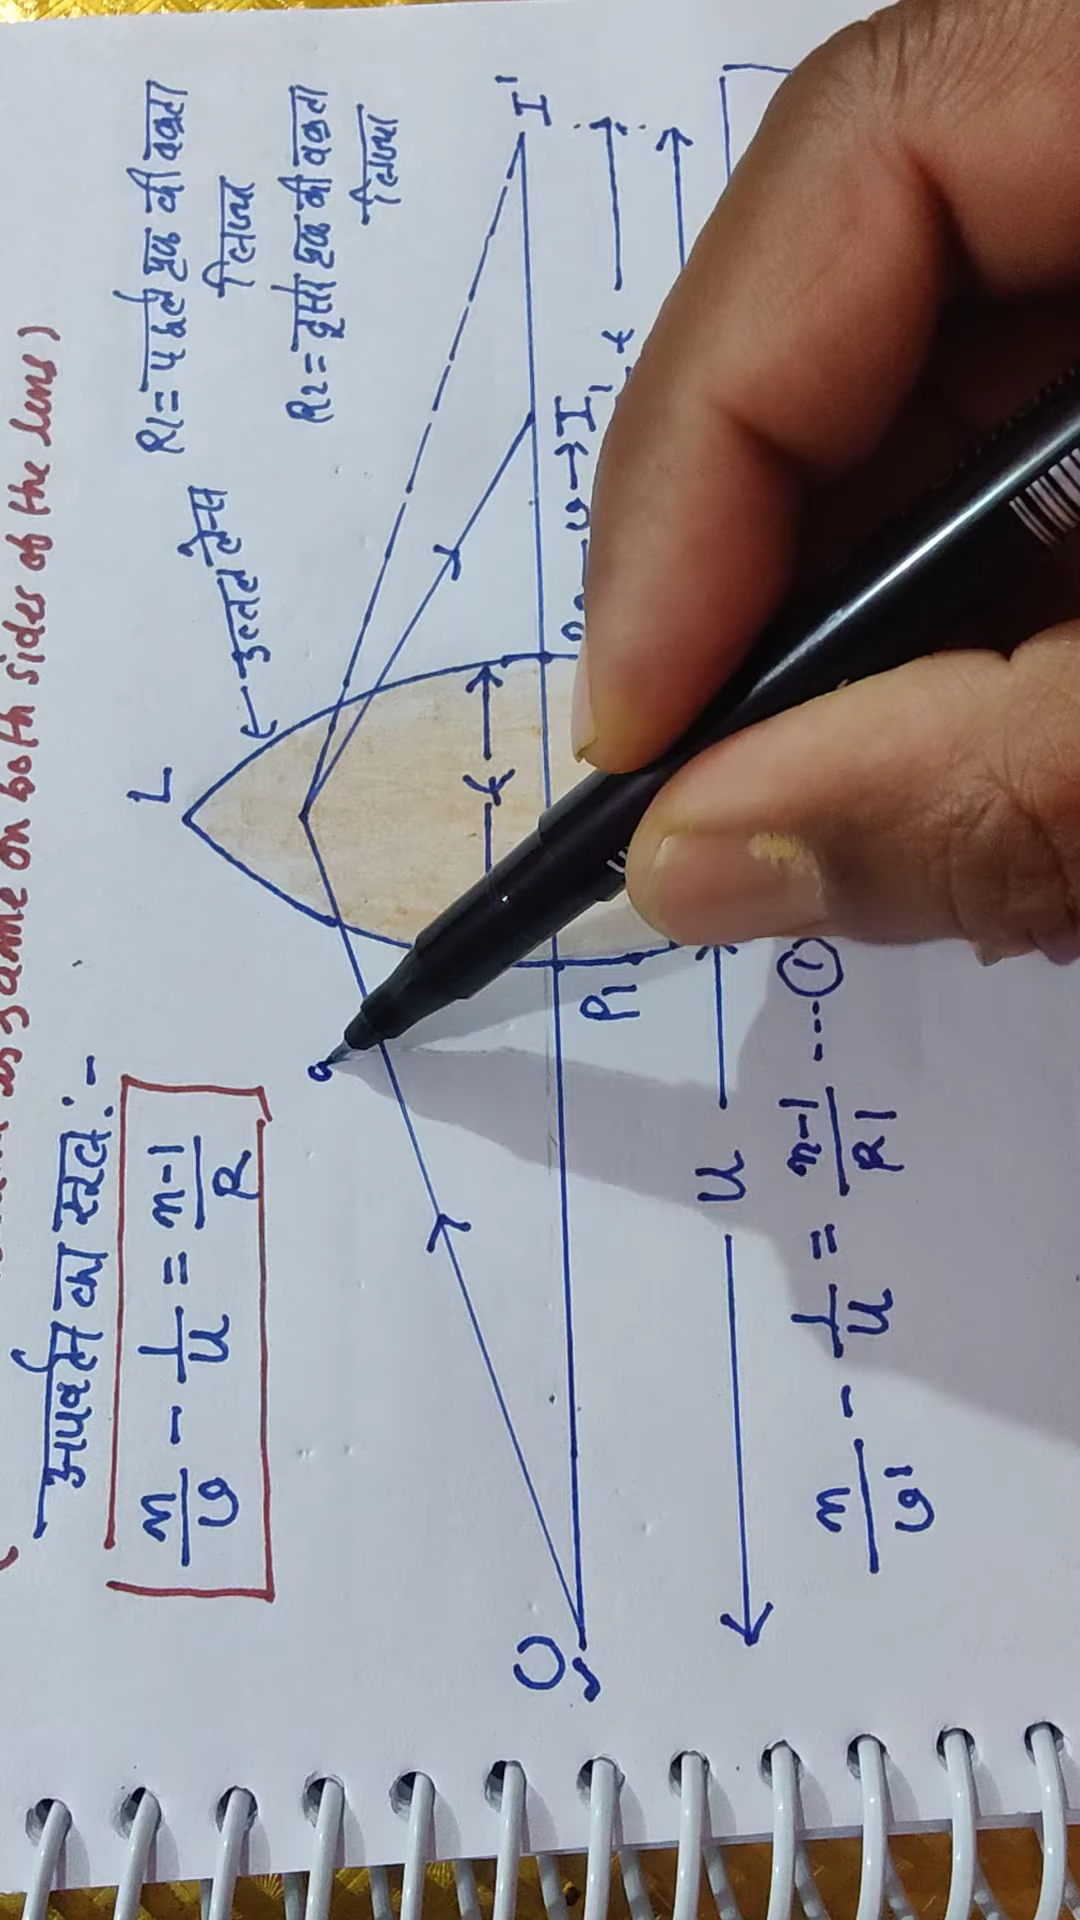 same on both sides of the lens)
अपवर्तन का सूत्र :-
n/v - 1/u = n-1/R
L
← उत्तल लेन्स
R1 = पहले पृष्ठ की वक्रता
त्रिज्या
R2 = दूसरे पृष्ठ की वक्रता
त्रिज्या
t
O
I
I'
P1
v →
u
n/v' - 1/u = n-1/R1 --- ①